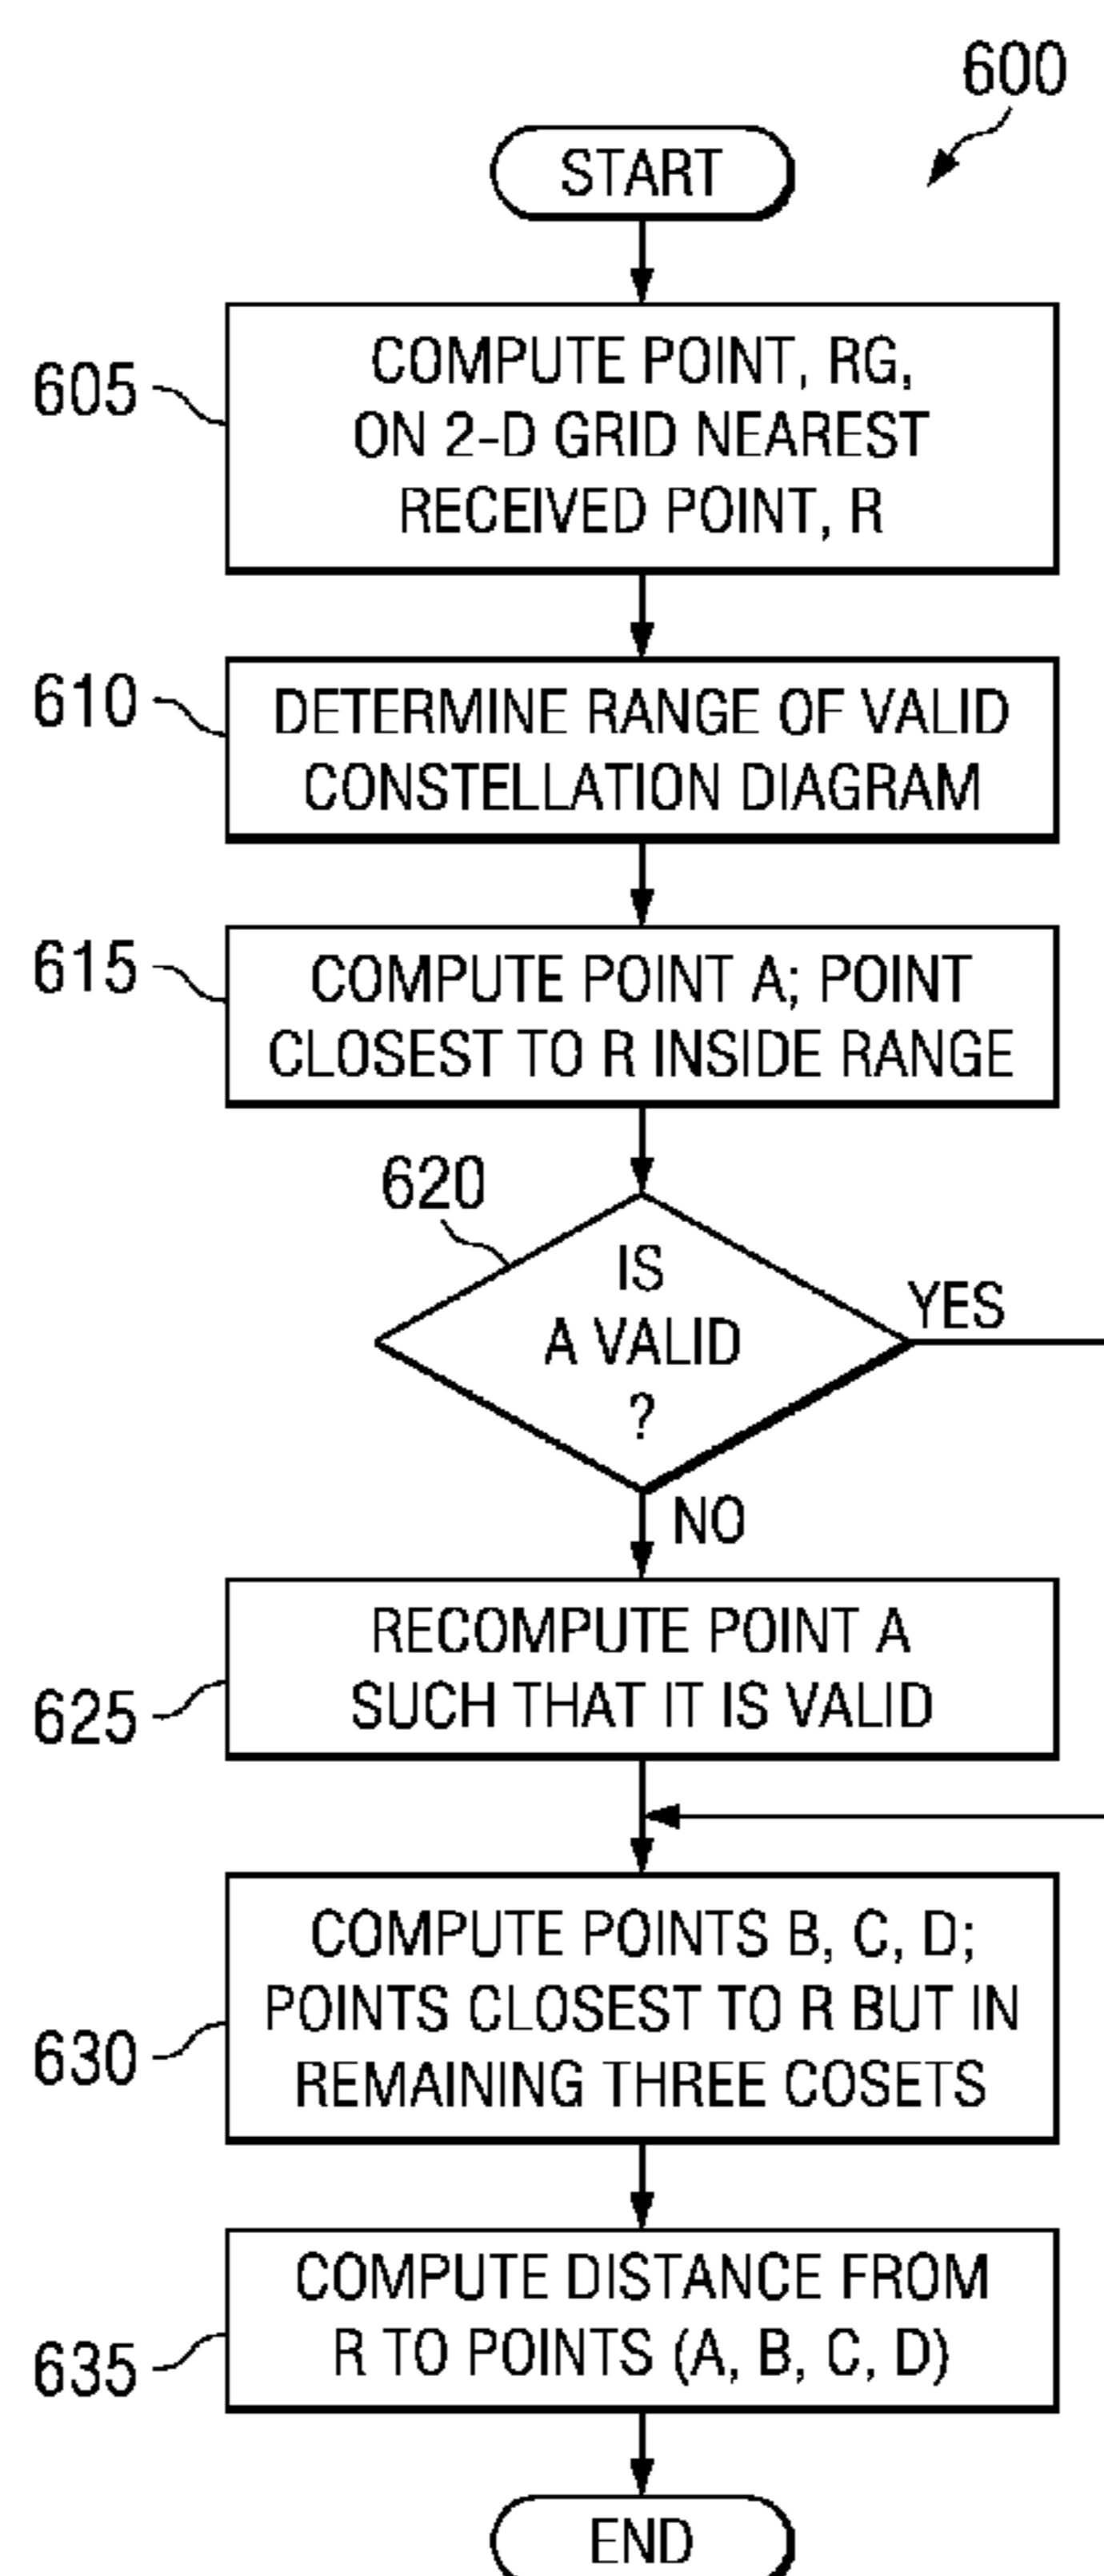 600
START
605
COMPUTE POINT, RG,
ON 2-D GRID NEAREST
RECEIVED POINT, R
610
DETERMINE RANGE OF VALID
CONSTELLATION DIAGRAM
615
COMPUTE POINT A; POINT
CLOSEST TO R INSIDE RANGE
620
IS
A VALID
?
YES
NO
625
RECOMPUTE POINT A
SUCH THAT IT IS VALID
630
COMPUTE POINTS B, C, D;
POINTS CLOSEST TO R BUT IN
REMAINING THREE COSETS
635
COMPUTE DISTANCE FROM
R TO POINTS (A, B, C, D)
END